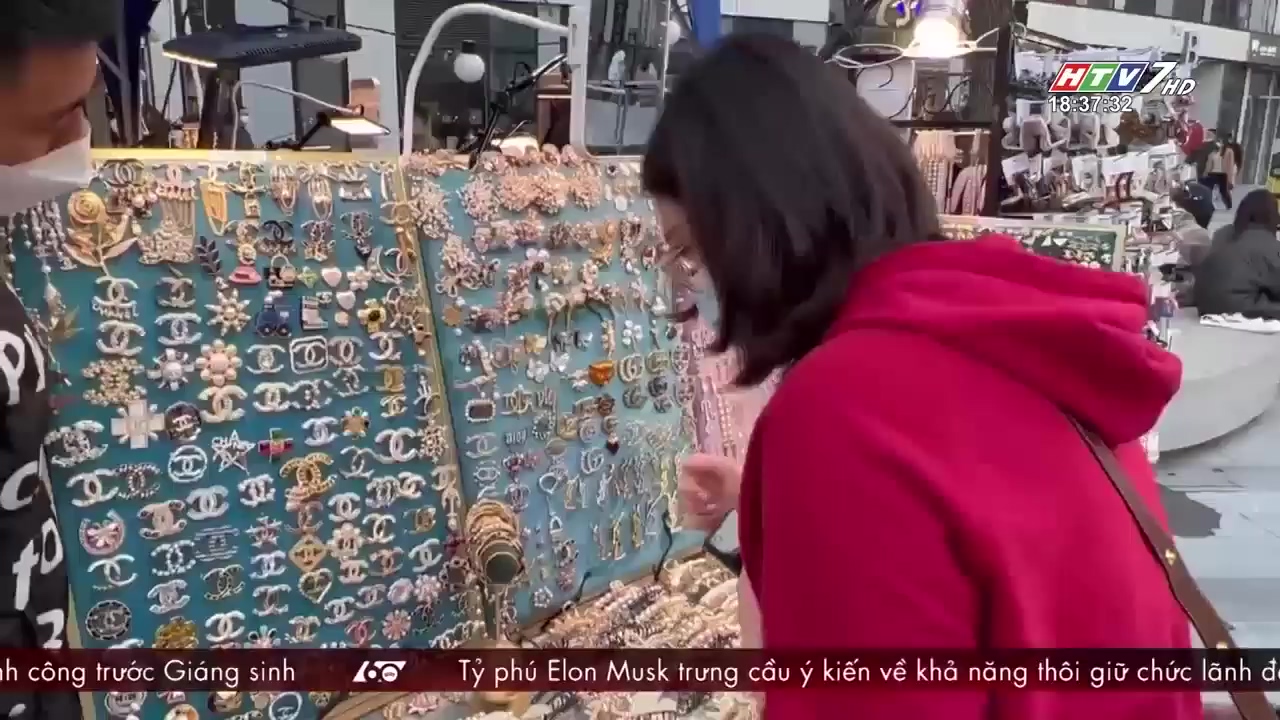 HTV7 HD
18:37:32
nh công trước Giáng sinh 60 Tỷ phú Elon Musk trưng cầu ý kiến về khả năng thôi giữ chức lãnh đ